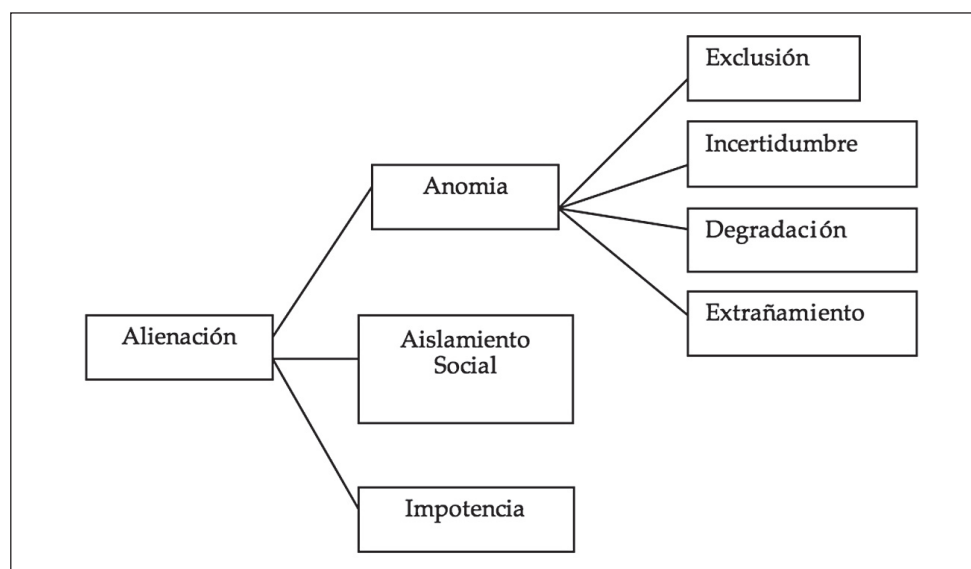 Exclusión
Incertidumbre
Anomia
Degradación
Extrañamiento
Alienación
Aislamiento
Social
Impotencia